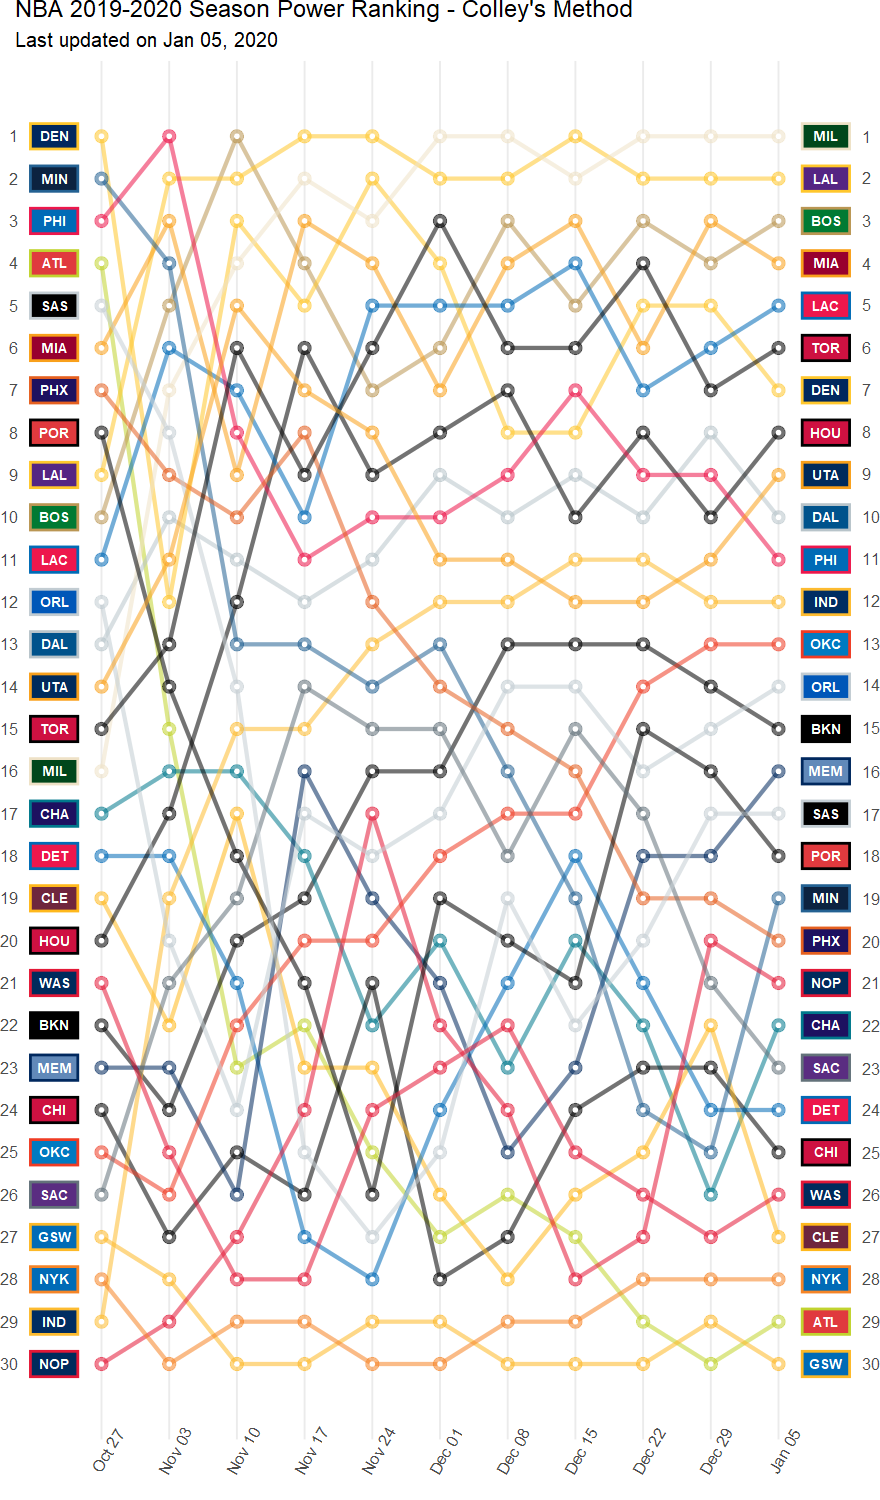 NBA 2019-2020 Season Power Ranking - Colley's Method
Last updated on Jan 05, 2020
1 DEN MIL 1
2 MIN LAL 2
3 PHI BOS 3
4 ATL MIA 4
5 SAS LAC 5
6 MIA TOR 6
7 PHX DEN 7
8 POR HOU 8
9 LAL UTA 9
10 BOS DAL 10
11 LAC PHI 11
12 ORL IND 12
13 DAL OKC 13
14 UTA ORL 14
15 TOR BKN 15
16 MIL MEM 16
17 CHA SAS 17
18 DET POR 18
19 CLE MIN 19
20 HOU PHX 20
21 WAS NOP 21
22 BKN CHA 22
23 MEM SAC 23
24 CHI DET 24
25 OKC CHI 25
26 SAC WAS 26
27 GSW CLE 27
28 NYK NYK 28
29 IND ATL 29
30 NOP GSW 30
Oct 27 Nov 03 Nov 10 Nov 17 Nov 24 Dec 01 Dec 08 Dec 15 Dec 22 Dec 29 Jan 05